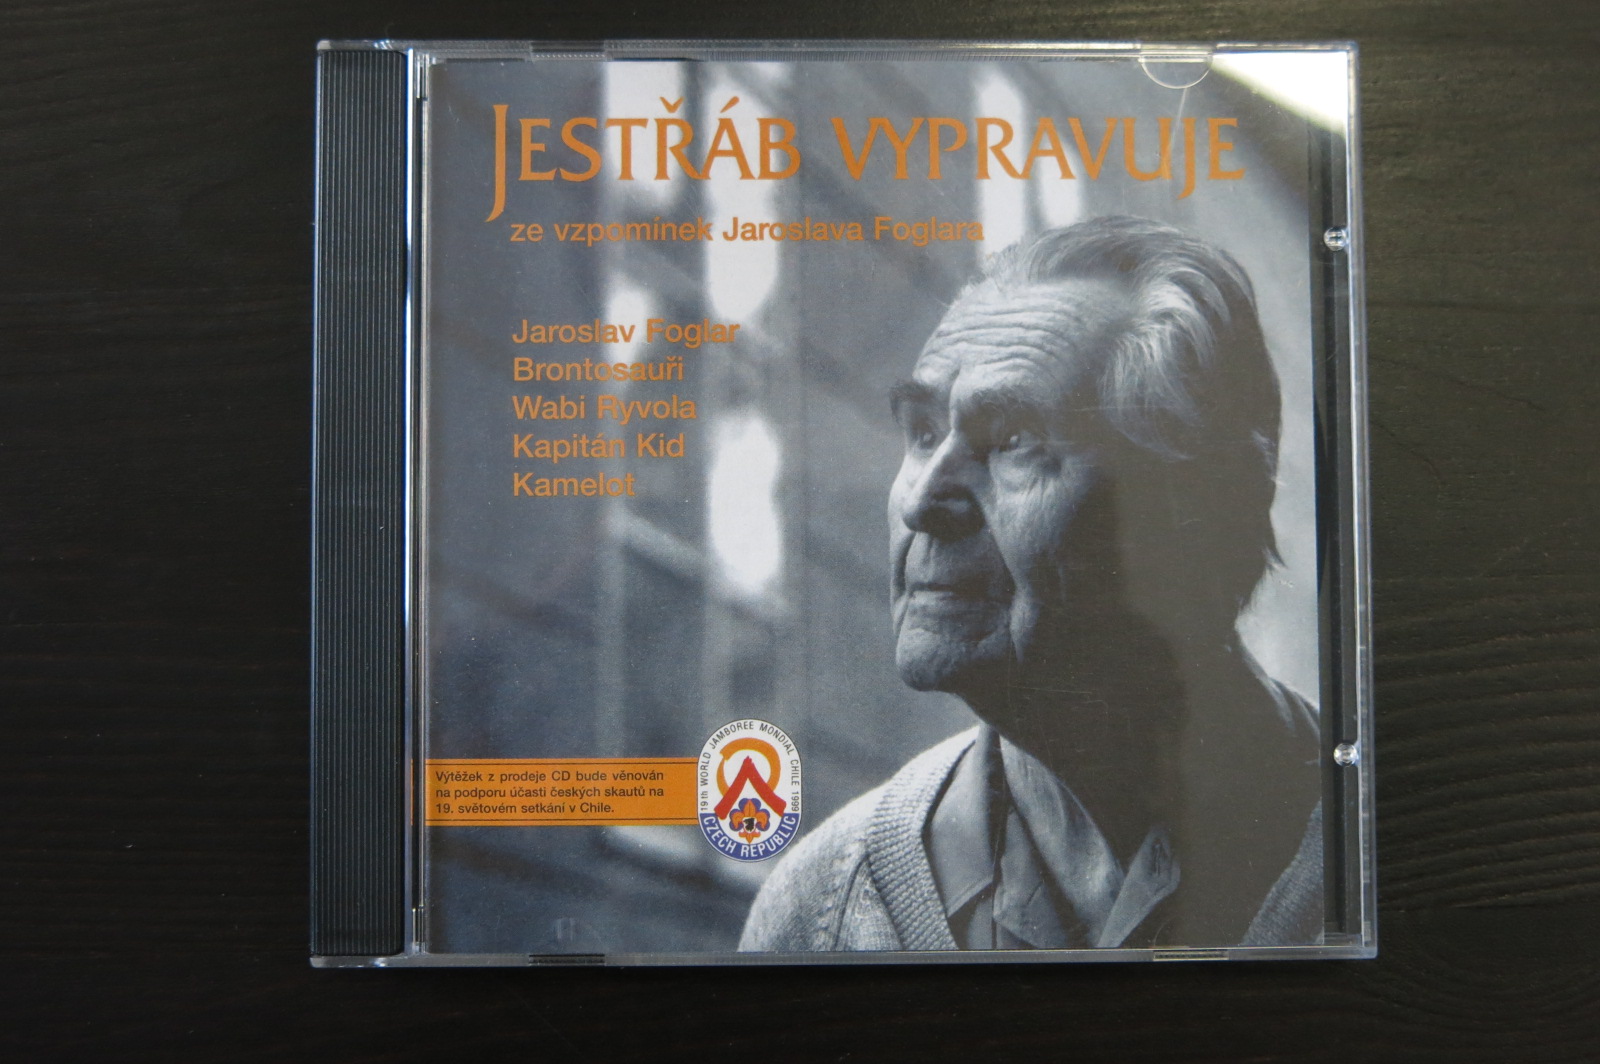 JESTŘÁB VYPRAVUJE
ze vzpomínek Jaroslava Foglara
Jaroslav Foglar
Brontosauři
Wabi Ryvola
Kapitán Kid
Kamelot
Výtěžek z prodeje CD bude věnován
na podporu účasti českých skautů na
19. světovém setkání v Chile.
19th WORLD JAMBOREE MONDIAL CHILE 1999
CZECH REPUBLIC